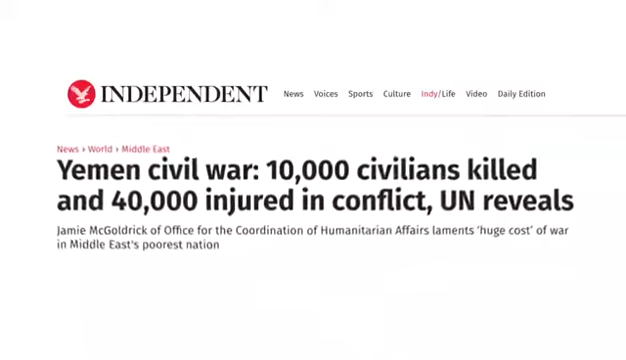 INDEPENDENT
News Voices Sports Culture Indy/Life Video Daily Edition
News › World › Middle East
Yemen civil war: 10,000 civilians killed
and 40,000 injured in conflict, UN reveals
Jamie McGoldrick of Office for the Coordination of Humanitarian Affairs laments 'huge cost' of war
in Middle East's poorest nation